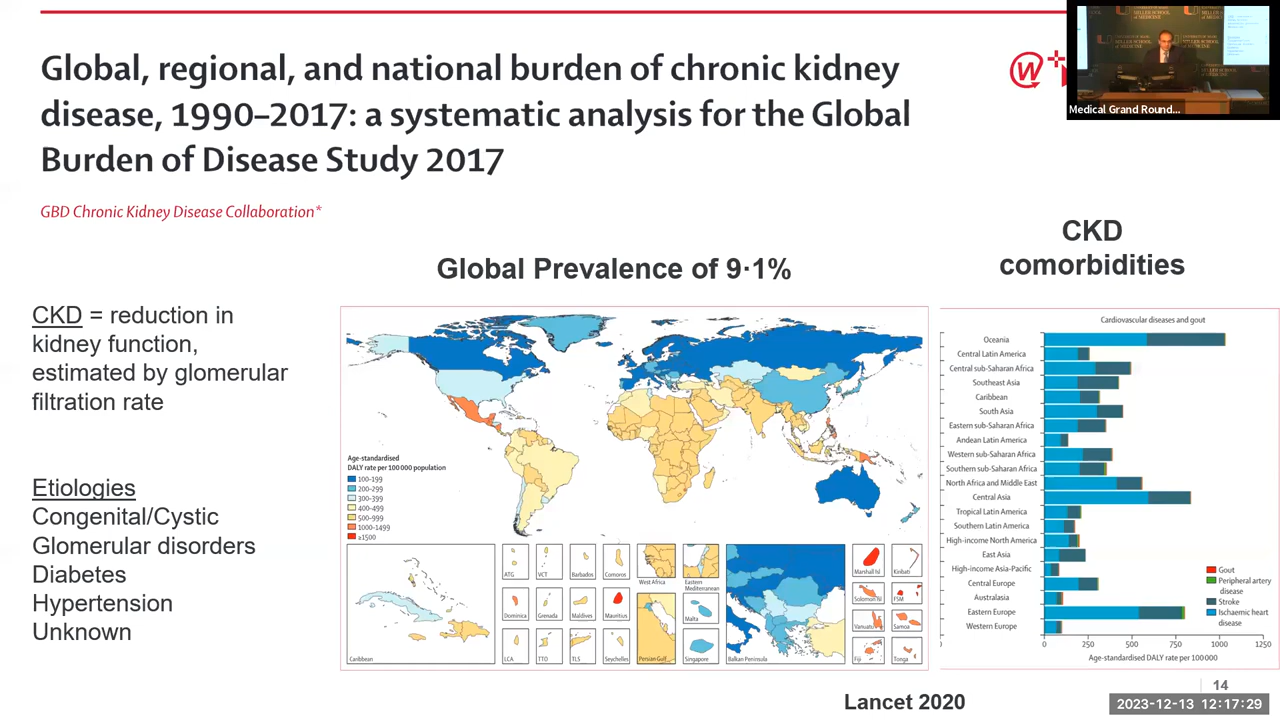 Global, regional, and national burden of chronic kidney
disease, 1990–2017: a systematic analysis for the Global
Burden of Disease Study 2017
GBD Chronic Kidney Disease Collaboration*
Medical Grand Round...
Global Prevalence of 9·1%
CKD
comorbidities
CKD = reduction in
kidney function,
estimated by glomerular
filtration rate
Etiologies
Congenital/Cystic
Glomerular disorders
Diabetes
Hypertension
Unknown
Age-standardised
DALY rate per 100 000 population
100-199
200-299
300-399
400-499
500-999
1000-1499
≥1500
Caribbean
ATG
VCT
Barbados
Comoros
West Africa
Eastern
Mediterranean
Dominica
Grenada
Maldives
Mauritius
Malta
LCA
TTO
TLS
Seychelles
Persian Gulf
Singapore
Balkan Peninsula
Marshall Isl
Kiribati
Solomon Isl
FSM
Vanuatu
Samoa
Fiji
Tonga
Cardiovascular diseases and gout
Oceania
Central Latin America
Central sub-Saharan Africa
Southeast Asia
Caribbean
South Asia
Eastern sub-Saharan Africa
Andean Latin America
Western sub-Saharan Africa
Southern sub-Saharan Africa
North Africa and Middle East
Central Asia
Tropical Latin America
Southern Latin America
High-income North America
East Asia
High-income Asia-Pacific
Central Europe
Australasia
Eastern Europe
Western Europe
Gout
Peripheral artery
disease
Stroke
Ischaemic heart
disease
0 250 500 750 1000 1250
Age-standardised DALY rate per 100 000
Lancet 2020
14
2023-12-13 12:17:29